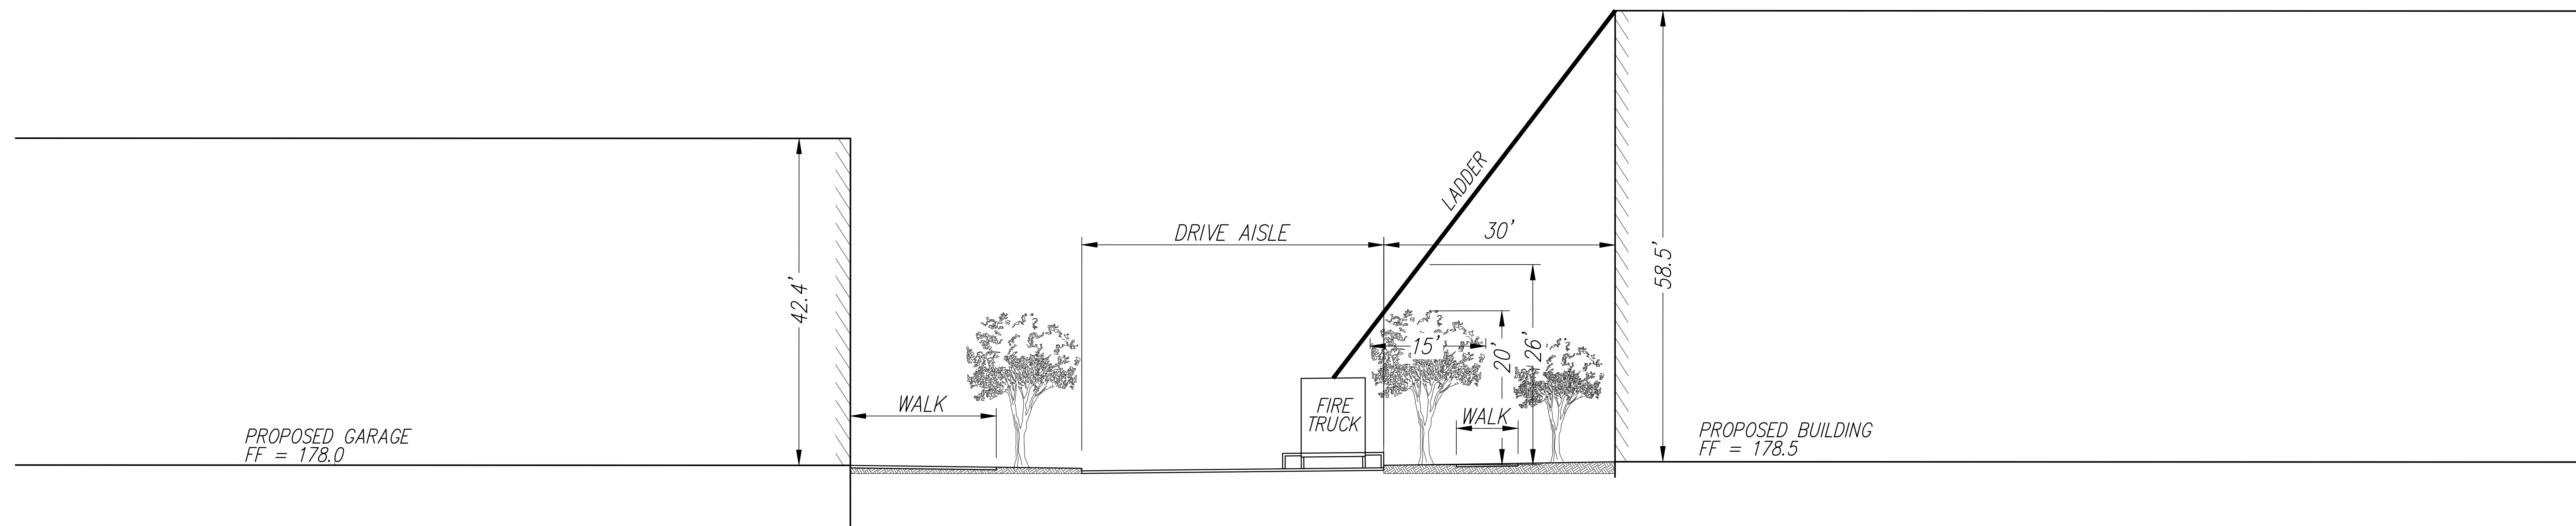 LADDER
DRIVE AISLE
30'
58.5'
42.4'
15'
20'
26'
FIRE
TRUCK
WALK
WALK
PROPOSED GARAGE
FF = 178.0
PROPOSED BUILDING
FF = 178.5